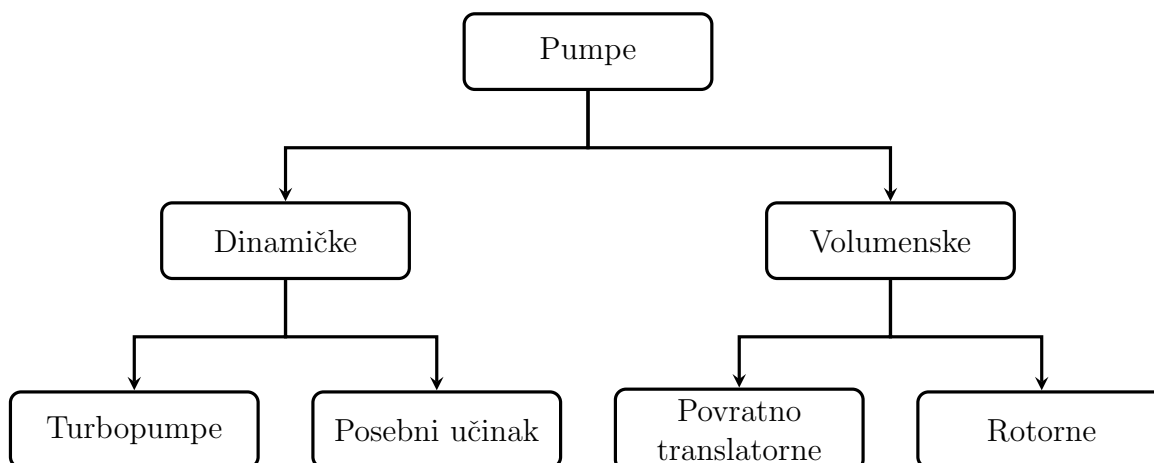 Pumpe
Dinamičke
Volumenske
Turbopumpe
Posebni učinak
Povratno
translatorne
Rotorne